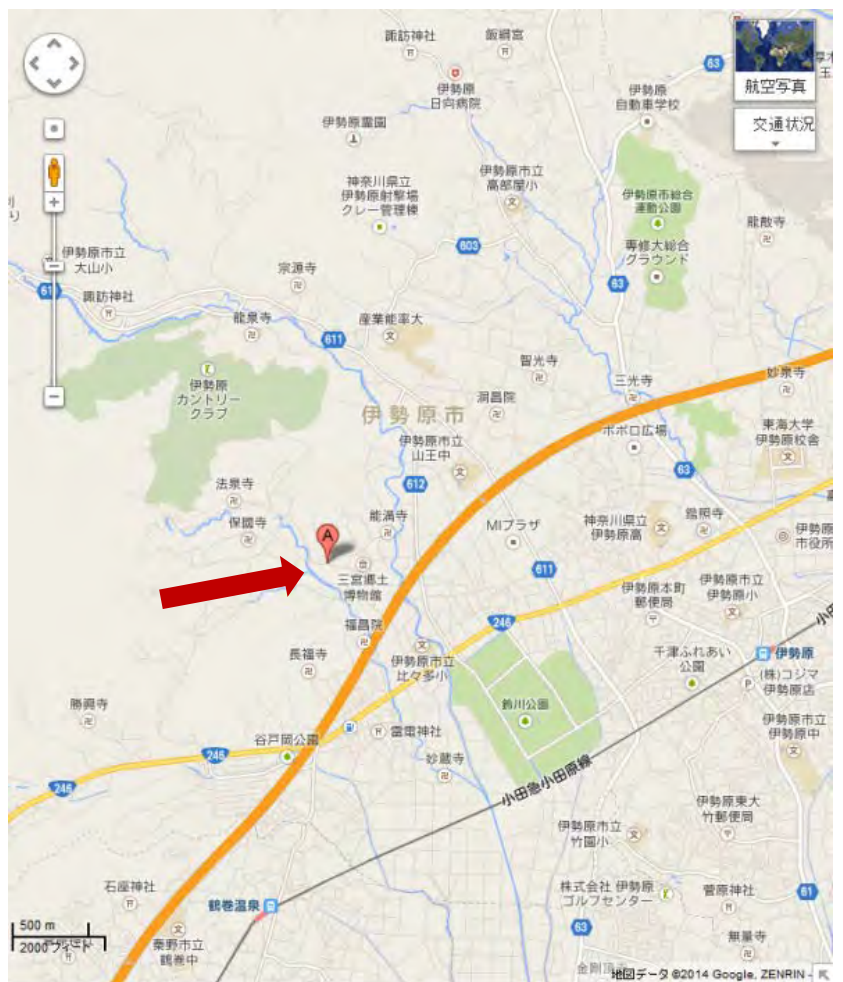 諏訪神社
飯綱宮
63
航空写真
交通状況
伊勢原
日向病院
伊勢原
自動車学校
伊勢原霊園
神奈川県立
伊勢原射撃場
クレー管理棟
伊勢原市立
高部屋小
伊勢原市総合
運動公園
龍散寺
603
専修大総合
グラウンド
伊勢原市立
大山小
宗源寺
63
諏訪神社
龍泉寺
産業能率大
611
智光寺
三光寺
妙泉寺
伊勢原
カントリー
クラブ
洞昌院
伊勢原市
ポポロ広場
東海大学
伊勢原校舎
伊勢原市立
山王中
63
法泉寺
612
保國寺
能満寺
MIプラザ
神奈川県立
伊勢原高
鑑照寺
伊勢原
市役所
A
三宮郷土
博物館
611
伊勢原本町
郵便局
伊勢原市立
伊勢原小
246
福昌院
長福寺
伊勢原市立
比々多小
千津ふれあい
公園
伊勢原
(株)コジマ
伊勢原店
勝興寺
鈴川公園
伊勢原市立
伊勢原中
谷戸岡公園
雷電神社
246
妙蔵寺
246
小田急小田原線
伊勢原東大
竹郵便局
伊勢原市立
竹園小
石座神社
鶴巻温泉
株式会社 伊勢原
ゴルフセンター
菅原神社
61
500 m
2000 フィート
秦野市立
鶴巻中
63
無量寺
金剛頂寺
地図データ ©2014 Google, ZENRIN -